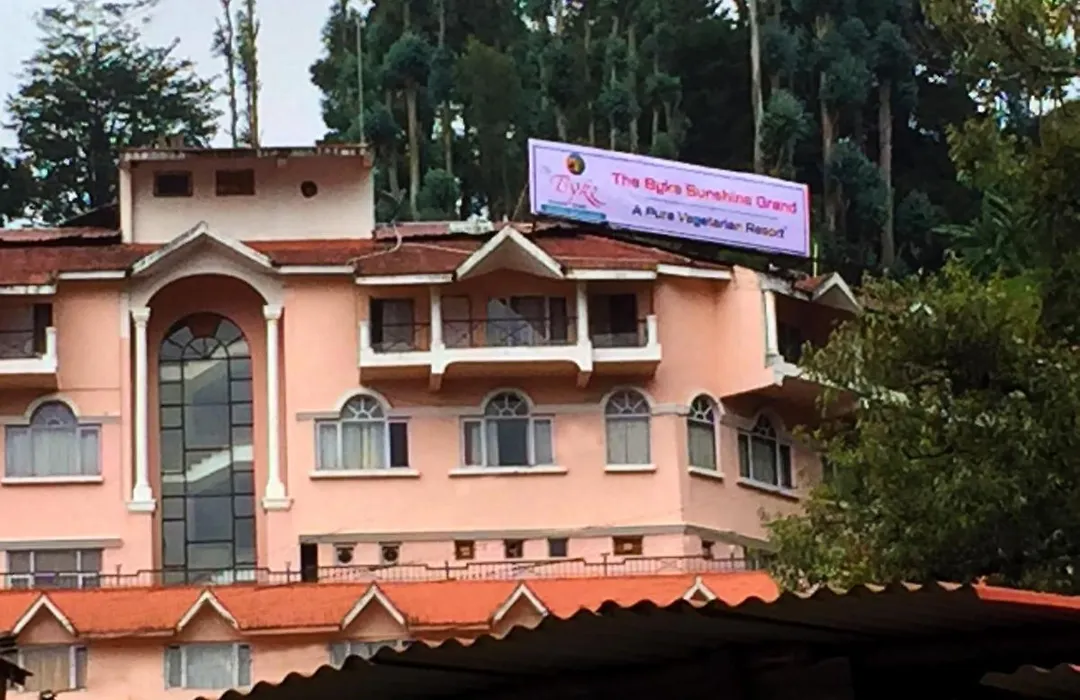 The Byke Sunshine Grand
A Pure Vegetarian Resort